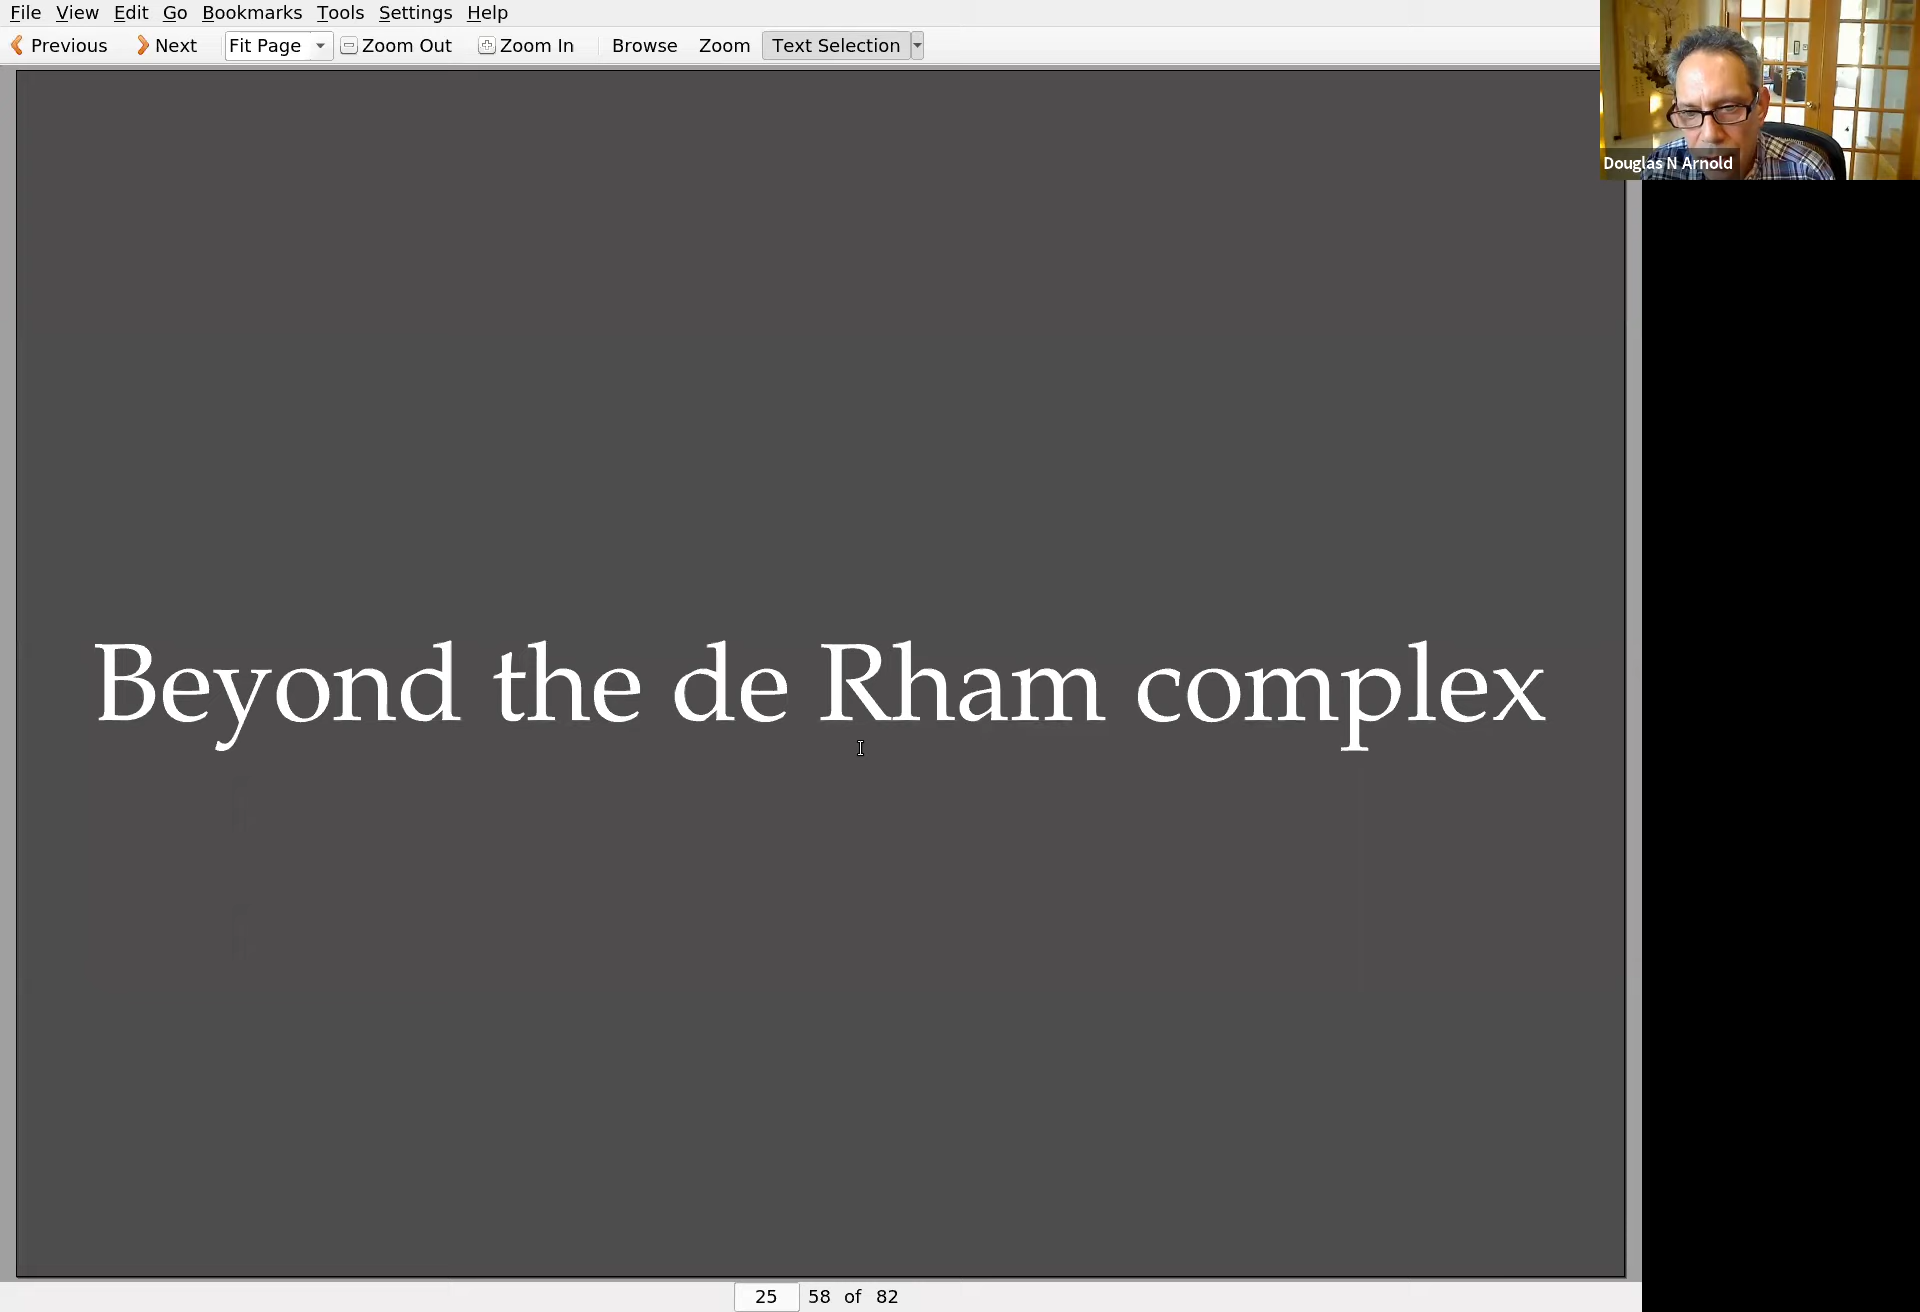 File View Edit Go Bookmarks Tools Settings Help
Previous Next Fit Page Zoom Out Zoom In Browse Zoom Text Selection
Douglas N Arnold
Beyond the de Rham complex
25 58 of 82